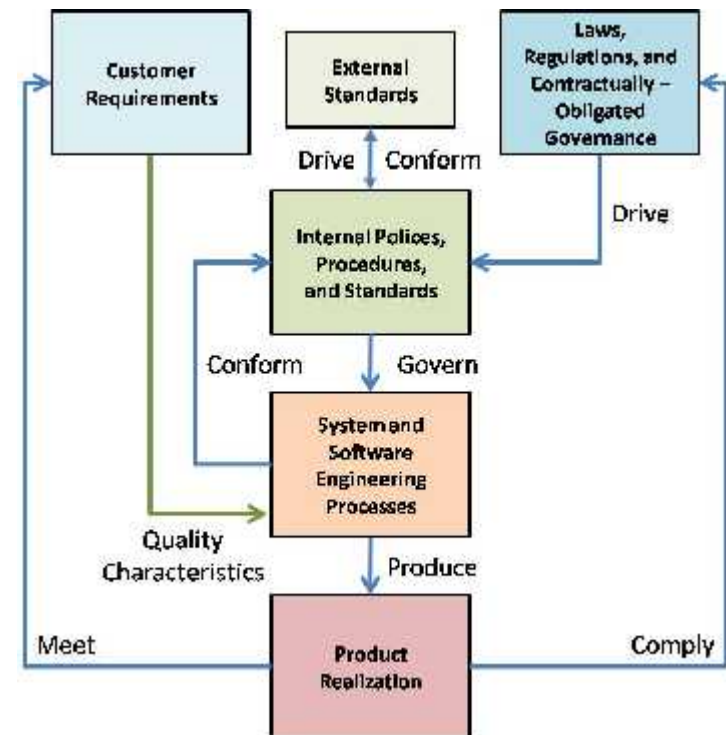 Customer
Requirements
External
Standards
Laws,
Regulations, and
Contractually –
Obligated
Governance
Drive
Conform
Drive
Internal Polices,
Procedures,
and Standards
Conform
Govern
System and
Software
Engineering
Processes
Quality
Characteristics
Produce
Meet
Product
Realization
Comply